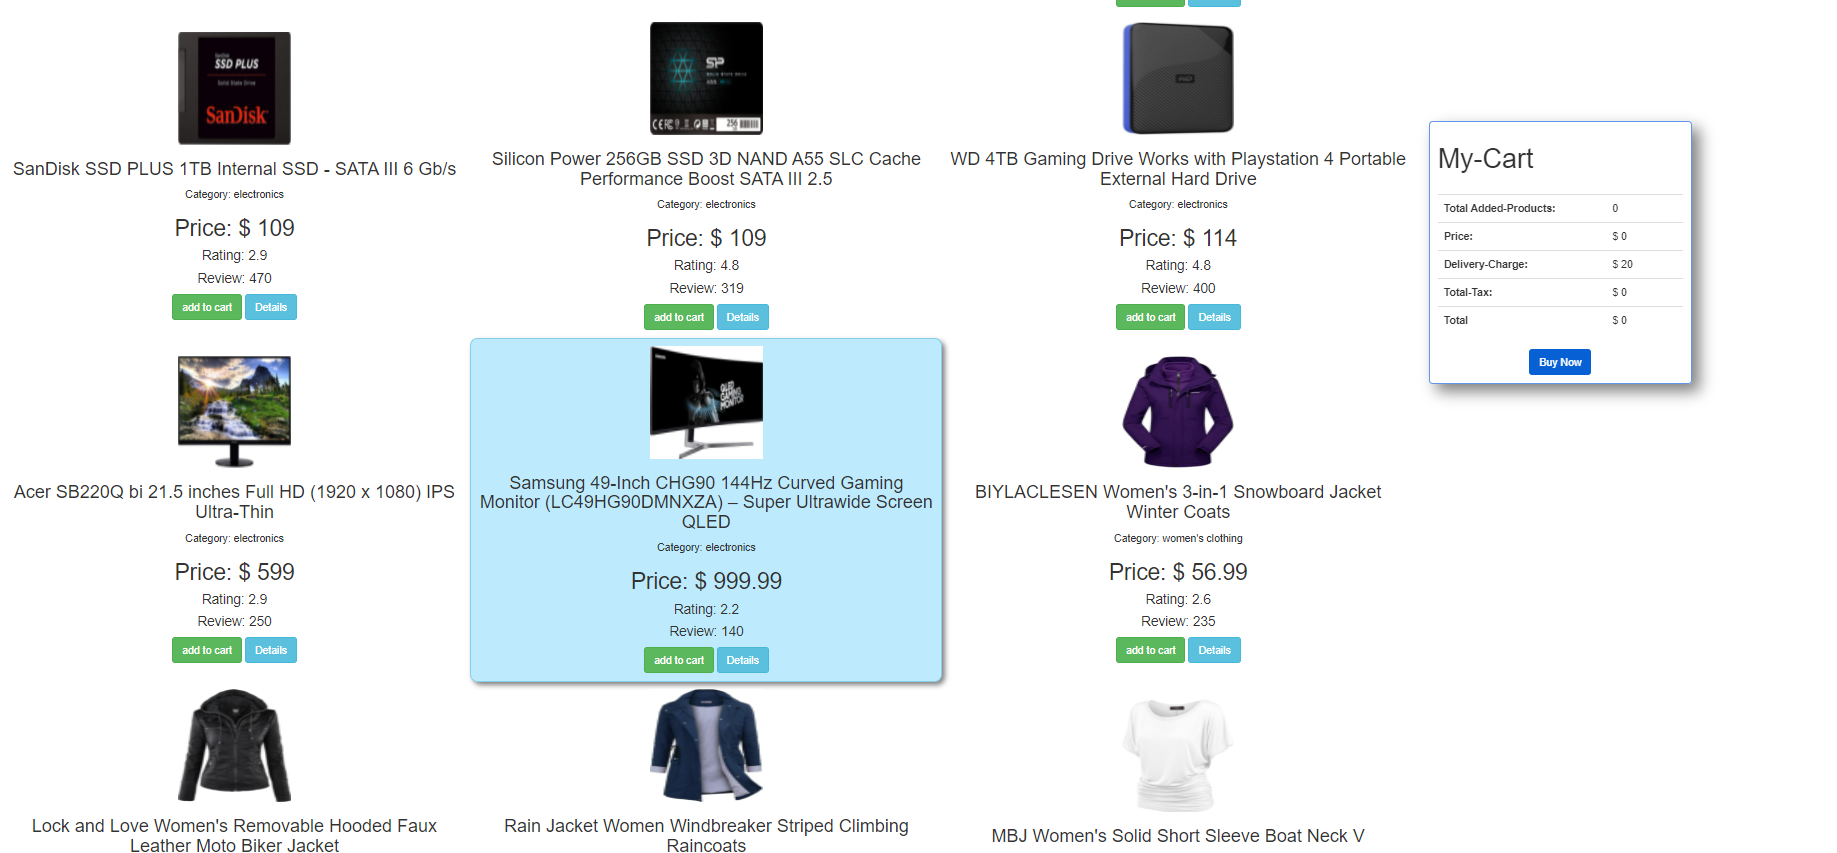 SanDisk
SSD PLUS
Solid State Drive
SanDisk
SanDisk SSD PLUS 1TB Internal SSD - SATA III 6 Gb/s
Category: electronics
Price: $ 109
Rating: 2.9
Review: 470
add to cart Details
SP
256
Silicon Power 256GB SSD 3D NAND A55 SLC Cache
Performance Boost SATA III 2.5
Category: electronics
Price: $ 109
Rating: 4.8
Review: 319
add to cart Details
WD
WD 4TB Gaming Drive Works with Playstation 4 Portable
External Hard Drive
Category: electronics
Price: $ 114
Rating: 4.8
Review: 400
add to cart Details
My-Cart
Total Added-Products: 0
Price: $ 0
Delivery-Charge: $ 20
Total-Tax: $ 0
Total $ 0
Buy Now
Acer SB220Q bi 21.5 inches Full HD (1920 x 1080) IPS
Ultra-Thin
Category: electronics
Price: $ 599
Rating: 2.9
Review: 250
add to cart Details
QLED
GAMING
MONITOR
Samsung 49-Inch CHG90 144Hz Curved Gaming
Monitor (LC49HG90DMNXZA) – Super Ultrawide Screen
QLED
Category: electronics
Price: $ 999.99
Rating: 2.2
Review: 140
add to cart Details
BIYLACLESEN Women's 3-in-1 Snowboard Jacket
Winter Coats
Category: women's clothing
Price: $ 56.99
Rating: 2.6
Review: 235
add to cart Details
Lock and Love Women's Removable Hooded Faux
Leather Moto Biker Jacket
Rain Jacket Women Windbreaker Striped Climbing
Raincoats
MBJ Women's Solid Short Sleeve Boat Neck V